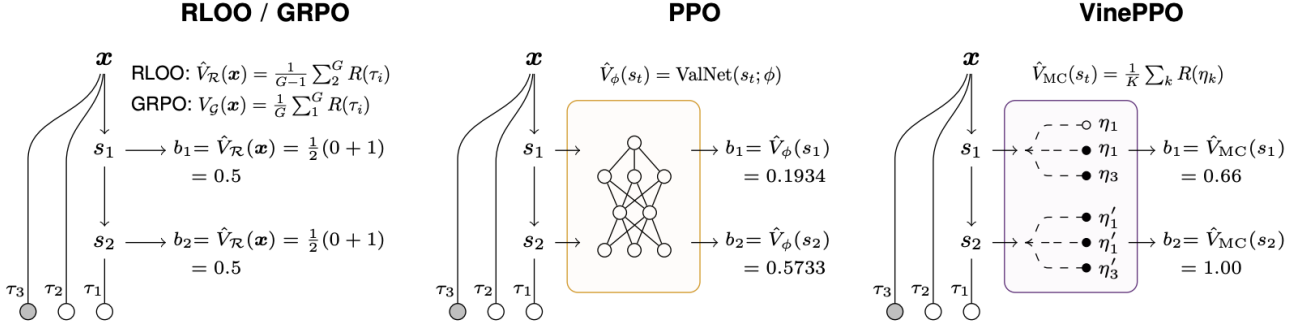 RLOO / GRPO
x
RLOO: V̂_R(x) = 1/(G−1) ∑_2^G R(τ_i)
GRPO: V_G(x) = 1/G ∑_1^G R(τ_i)
s_1
b_1= V̂_R(x) = 1/2(0 + 1)
= 0.5
s_2
b_2= V̂_R(x) = 1/2(0 + 1)
= 0.5
τ_3 τ_2 τ_1
PPO
x
V̂_ϕ(s_t) = ValNet(s_t; ϕ)
s_1
b_1= V̂_ϕ(s_1)
= 0.1934
s_2
b_2= V̂_ϕ(s_2)
= 0.5733
τ_3 τ_2 τ_1
VinePPO
x
V̂_MC(s_t) = 1/K ∑_k R(η_k)
η_1
s_1
η_1
b_1= V̂_MC(s_1)
η_3
= 0.66
η′_1
s_2
η′_1
b_2= V̂_MC(s_2)
η′_3
= 1.00
τ_3 τ_2 τ_1